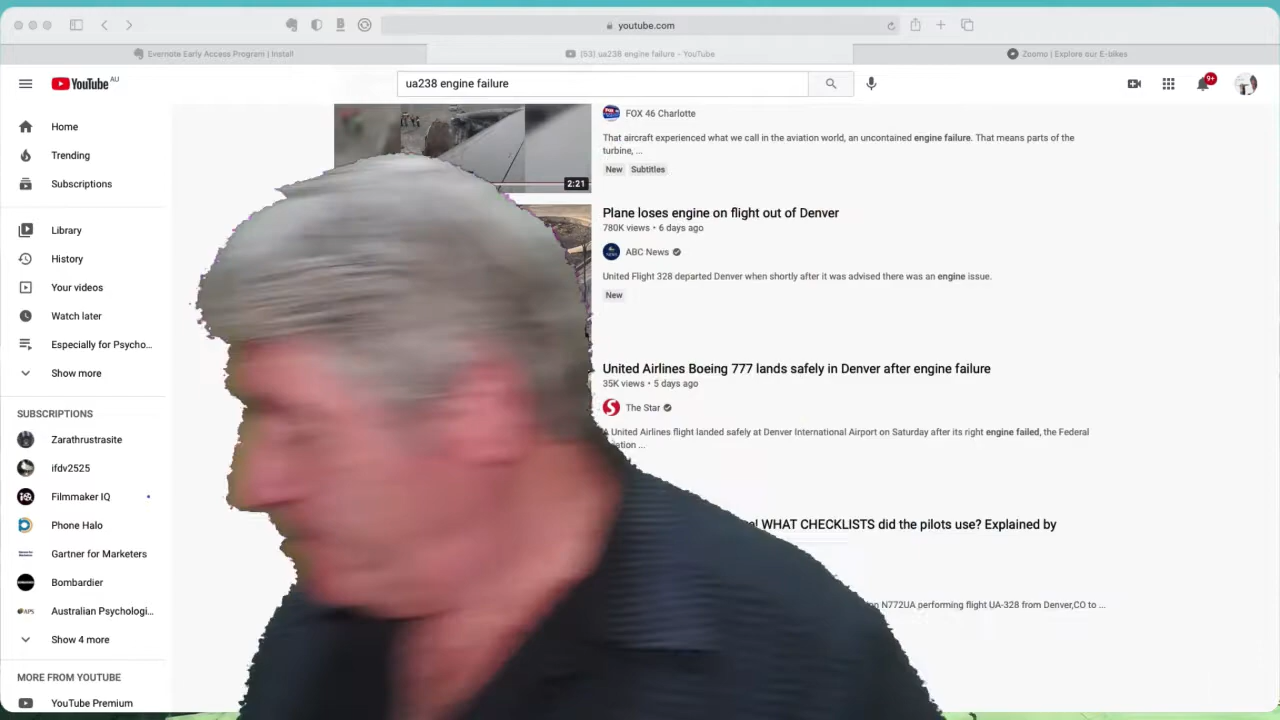 youtube.com
Evernote Early Access Program | Install
(53) ua238 engine failure - YouTube
Zoomo | Explore our E-bikes
YouTube AU
ua238 engine failure
9+
Home
Trending
Subscriptions
Library
History
Your videos
Watch later
Especially for Psycho...
Show more
SUBSCRIPTIONS
Zarathrustrasite
ifdv2525
Filmmaker IQ
Phone Halo
Gartner for Marketers
Bombardier
Australian Psychologi...
Show 4 more
MORE FROM YOUTUBE
YouTube Premium
2:21
FOX 46 Charlotte
That aircraft experienced what we call in the aviation world, an uncontained engine failure. That means parts of the
turbine, ...
New Subtitles
Plane loses engine on flight out of Denver
780K views • 6 days ago
ABC News
United Flight 328 departed Denver when shortly after it was advised there was an engine issue.
New
United Airlines Boeing 777 lands safely in Denver after engine failure
35K views • 5 days ago
The Star
A United Airlines flight landed safely at Denver International Airport on Saturday after its right engine failed, the Federal
WHAT CHECKLISTS did the pilots use? Explained by
N772UA performing flight UA-328 from Denver,CO to ...